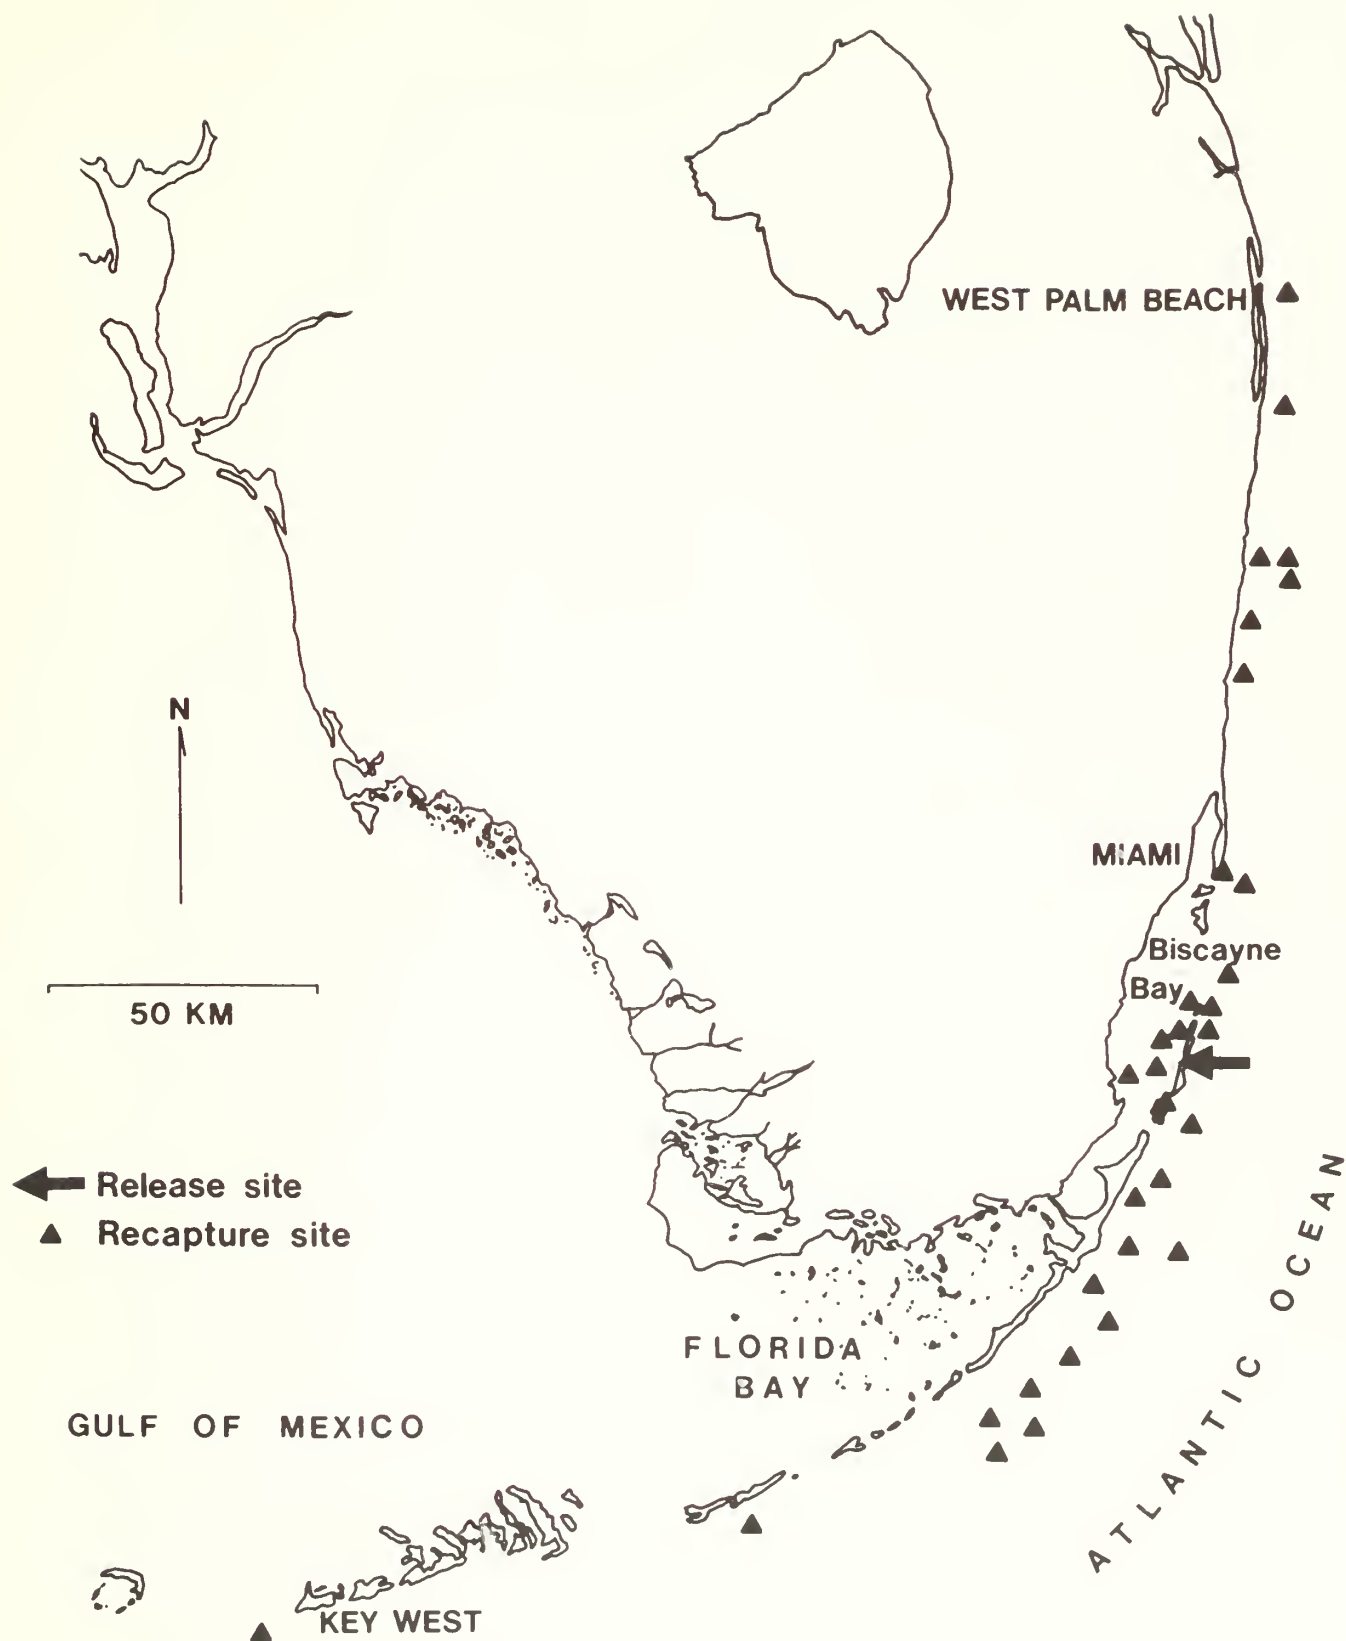 WEST PALM BEACH
N
MIAMI
Biscayne
Bay
50 KM
Release site
Recapture site
FLORIDA
BAY
GULF OF MEXICO
ATLANTIC OCEAN
KEY WEST